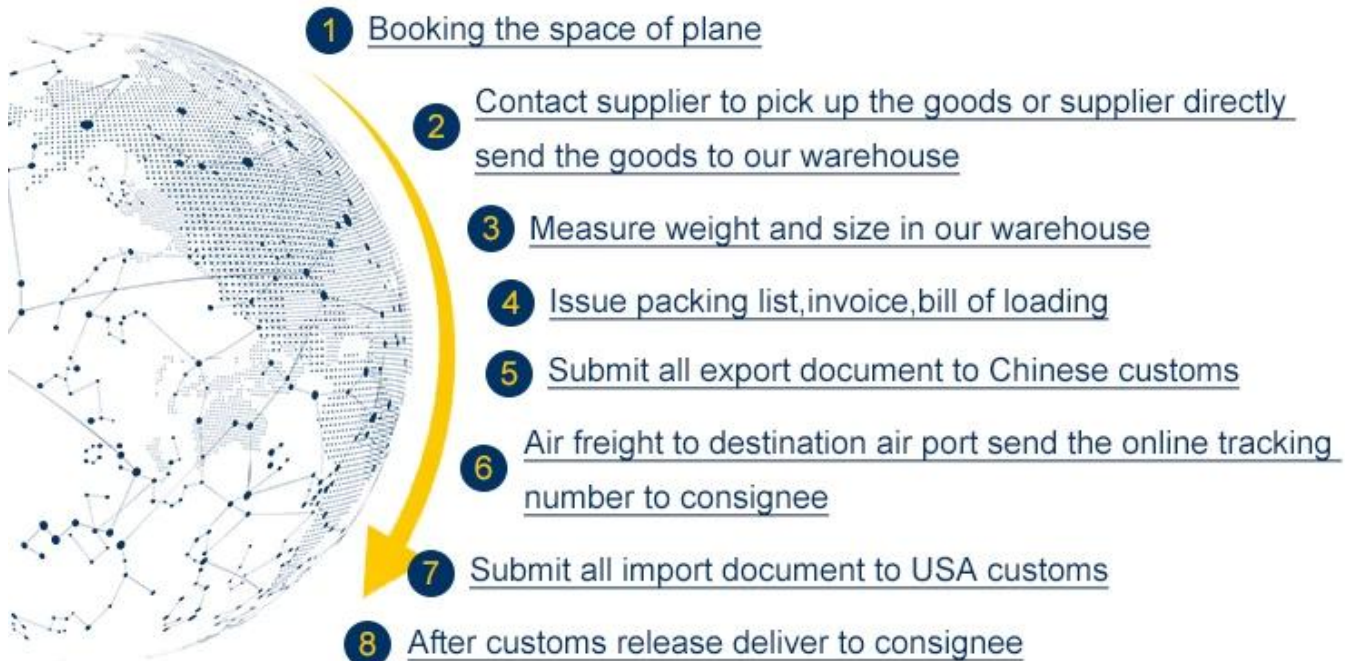 1 Booking the space of plane
2 Contact supplier to pick up the goods or supplier directly
send the goods to our warehouse
3 Measure weight and size in our warehouse
4 Issue packing list,invoice,bill of loading
5 Submit all export document to Chinese customs
6 Air freight to destination air port send the online tracking
number to consignee
7 Submit all import document to USA customs
8 After customs release deliver to consignee